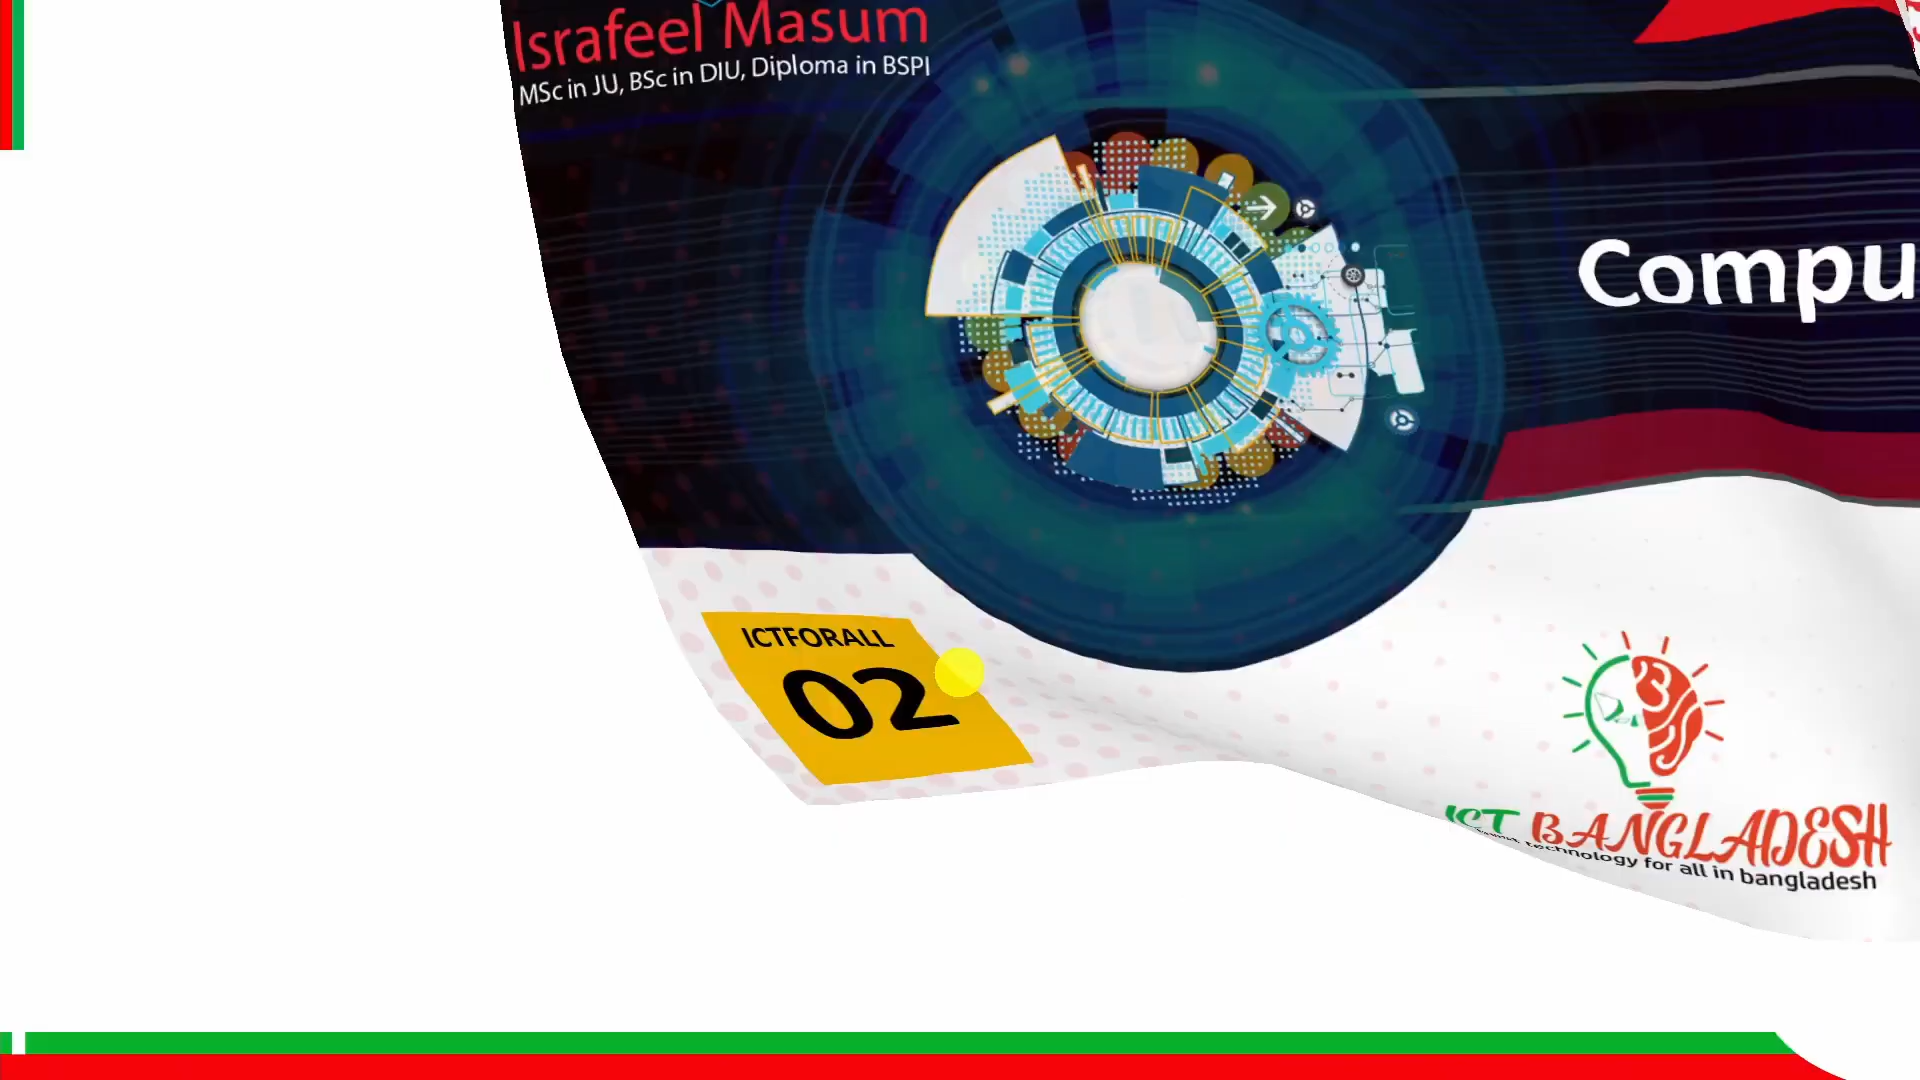 Israfeel Masum
MSc in JU, BSc in DIU, Diploma in BSPI
Compu
ICTFORALL
02
ICT BANGLADESH
technology for all in bangladesh